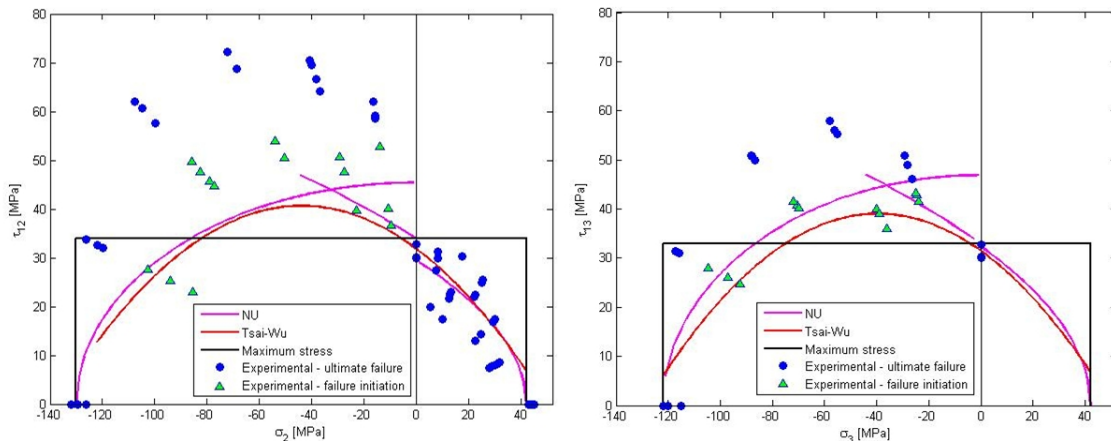 80
70
60
50
40
30
20
10
0
τ12 [MPa]
-140 -120 -100 -80 -60 -40 -20 0 20 40
σ2 [MPa]
NU
Tsai-Wu
Maximum stress
Experimental - ultimate failure
Experimental - failure initiation
80
70
60
50
40
30
20
10
0
τ13 [MPa]
-140 -120 -100 -80 -60 -40 -20 0 20 40
σ3 [MPa]
NU
Tsai-Wu
Maximum stress
Experimental - ultimate failure
Experimental - failure initiation